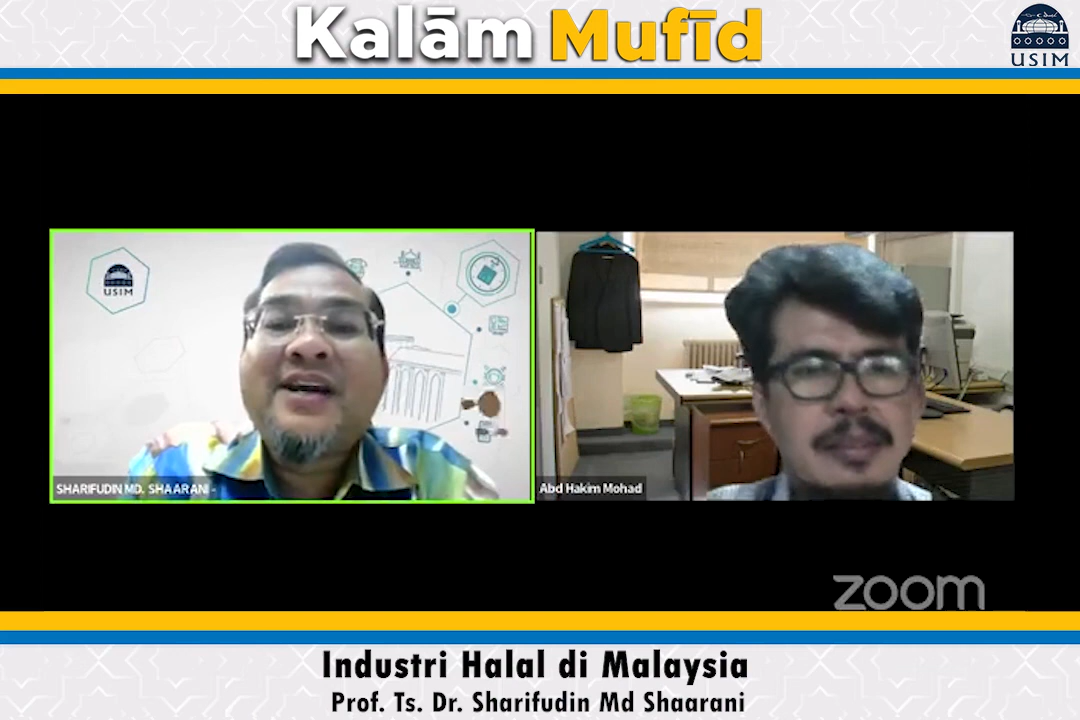 Kalām Mufīd
USIM
USIM
SHARIFUDIN MD. SHAARANI -
Abd Hakim Mohad
zoom
Industri Halal di Malaysia
Prof. Ts. Dr. Sharifudin Md Shaarani